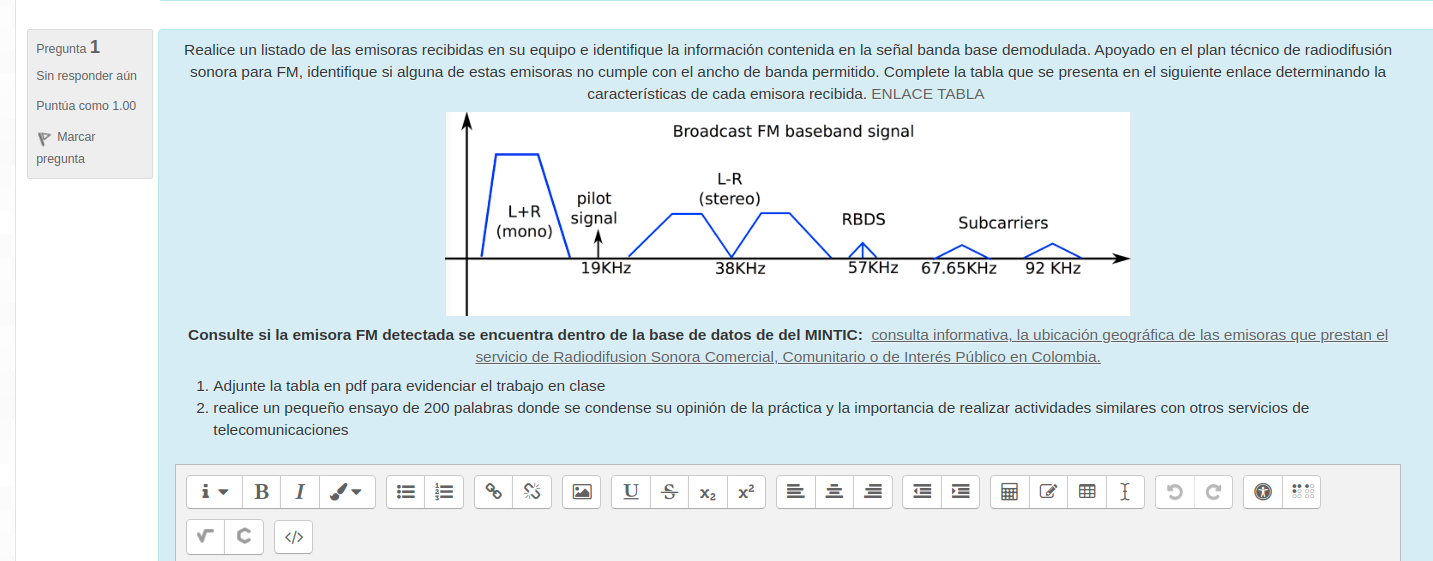 Pregunta 1
Sin responder aún
Puntúa como 1.00
Marcar
pregunta
Realice un listado de las emisoras recibidas en su equipo e identifique la información contenida en la señal banda base demodulada. Apoyado en el plan técnico de radiodifusión
sonora para FM, identifique si alguna de estas emisoras no cumple con el ancho de banda permitido. Complete la tabla que se presenta en el siguiente enlace determinando la
características de cada emisora recibida. ENLACE TABLA
Broadcast FM baseband signal
L+R
(mono)
pilot
signal
L-R
(stereo)
RBDS
Subcarriers
19KHz
38KHz
57KHz
67.65KHz
92 KHz
Consulte si la emisora FM detectada se encuentra dentro de la base de datos de del MINTIC: consulta informativa, la ubicación geográfica de las emisoras que prestan el
servicio de Radiodifusion Sonora Comercial, Comunitario o de Interés Público en Colombia.
1. Adjunte la tabla en pdf para evidenciar el trabajo en clase
2. realice un pequeño ensayo de 200 palabras donde se condense su opinión de la práctica y la importancia de realizar actividades similares con otros servicios de
telecomunicaciones